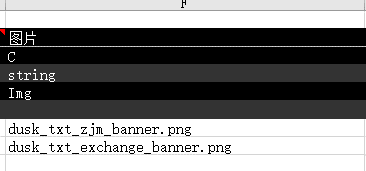 F
图片
C
string
Img
dusk_txt_zjm_banner.png
dusk_txt_exchange_banner.png